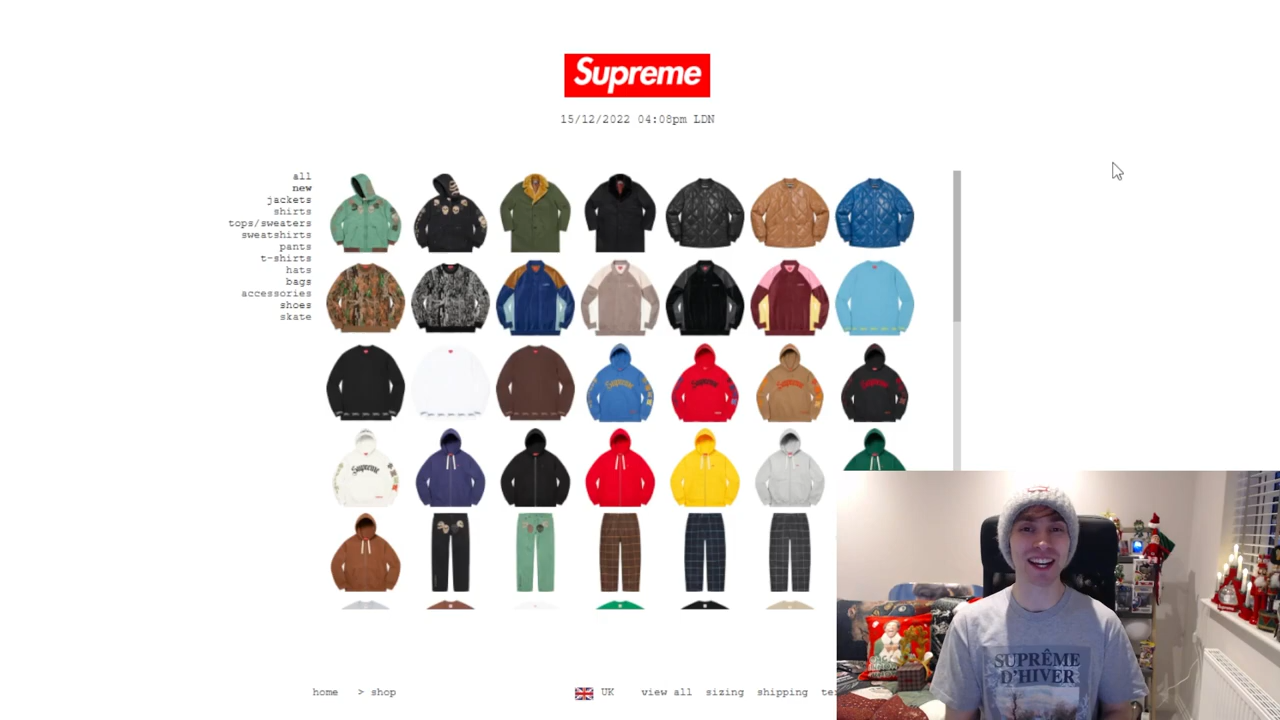 Supreme
15/12/2022 04:08pm LDN
all
new
jackets
shirts
tops/sweaters
sweatshirts
pants
t-shirts
hats
bags
accessories
shoes
skate
Supreme
home > shop
UK view all sizing shipping
SUPRÊME
D'HIVER